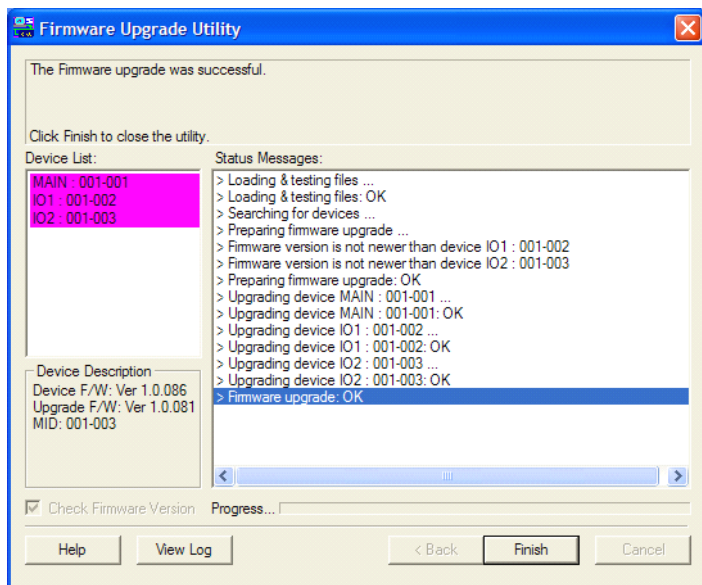 Firmware Upgrade Utility
The Firmware upgrade was successful.
Click Finish to close the utility.
Device List:
MAIN : 001-001
IO1 : 001-002
IO2 : 001-003
Status Messages:
> Loading & testing files ...
> Loading & testing files: OK
> Searching for devices ...
> Preparing firmware upgrade ...
> Firmware version is not newer than device IO1 : 001-002
> Firmware version is not newer than device IO2 : 001-003
> Preparing firmware upgrade: OK
> Upgrading device MAIN : 001-001 ...
> Upgrading device MAIN : 001-001: OK
> Upgrading device IO1 : 001-002 ...
> Upgrading device IO1 : 001-002: OK
> Upgrading device IO2 : 001-003 ...
> Upgrading device IO2 : 001-003: OK
> Firmware upgrade: OK
Device Description
Device F/W: Ver 1.0.086
Upgrade F/W: Ver 1.0.081
MID: 001-003
Check Firmware Version
Progress...
Help
View Log
< Back
Finish
Cancel